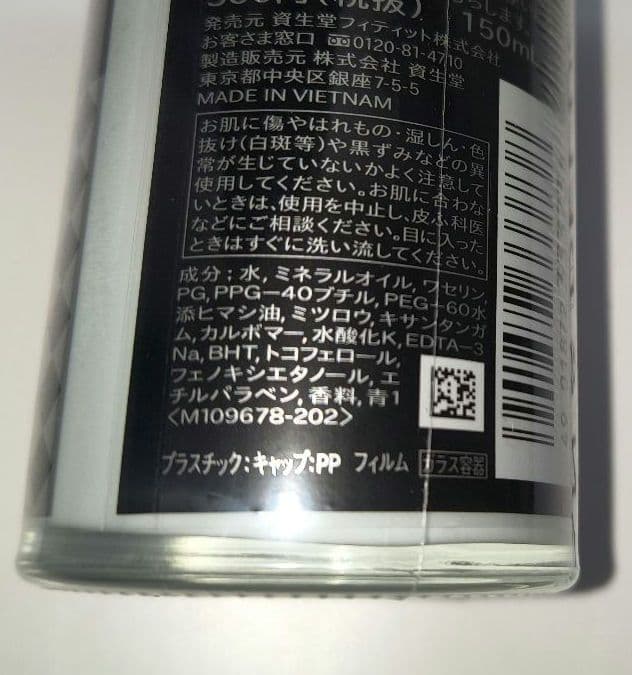 (税抜)
150mL
発売元 資生堂フィティット株式会社
お客さま窓口 0120-81-4710
製造販売元 株式会社 資生堂
東京都中央区銀座7-5-5
MADE IN VIETNAM
お肌に傷やはれもの・湿しん・色
抜け(白斑等)や黒ずみなどの異
常が生じていないかよく注意して
使用してください。お肌に合わな
いときは、使用を中止し、皮ふ科医
などにご相談ください。目に入った
ときはすぐに洗い流してください。
成分:水, ミネラルオイル, ワセリン,
PG, PPG-40ブチル, PEG-60水
添ヒマシ油, ミツロウ, キサンタンガ
ム, カルボマー, 水酸化K, EDTA-3
Na, BHT, トコフェロール,
フェノキシエタノール, エ
チルパラベン, 香料, 青1
<M109678-202>
プラスチック:キャップ:PP フィルム ガラス容器